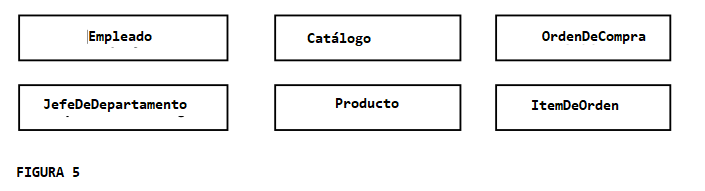 Empleado
Catálogo
OrdenDeCompra
JefeDeDepartamento
Producto
ItemDeOrden
FIGURA 5